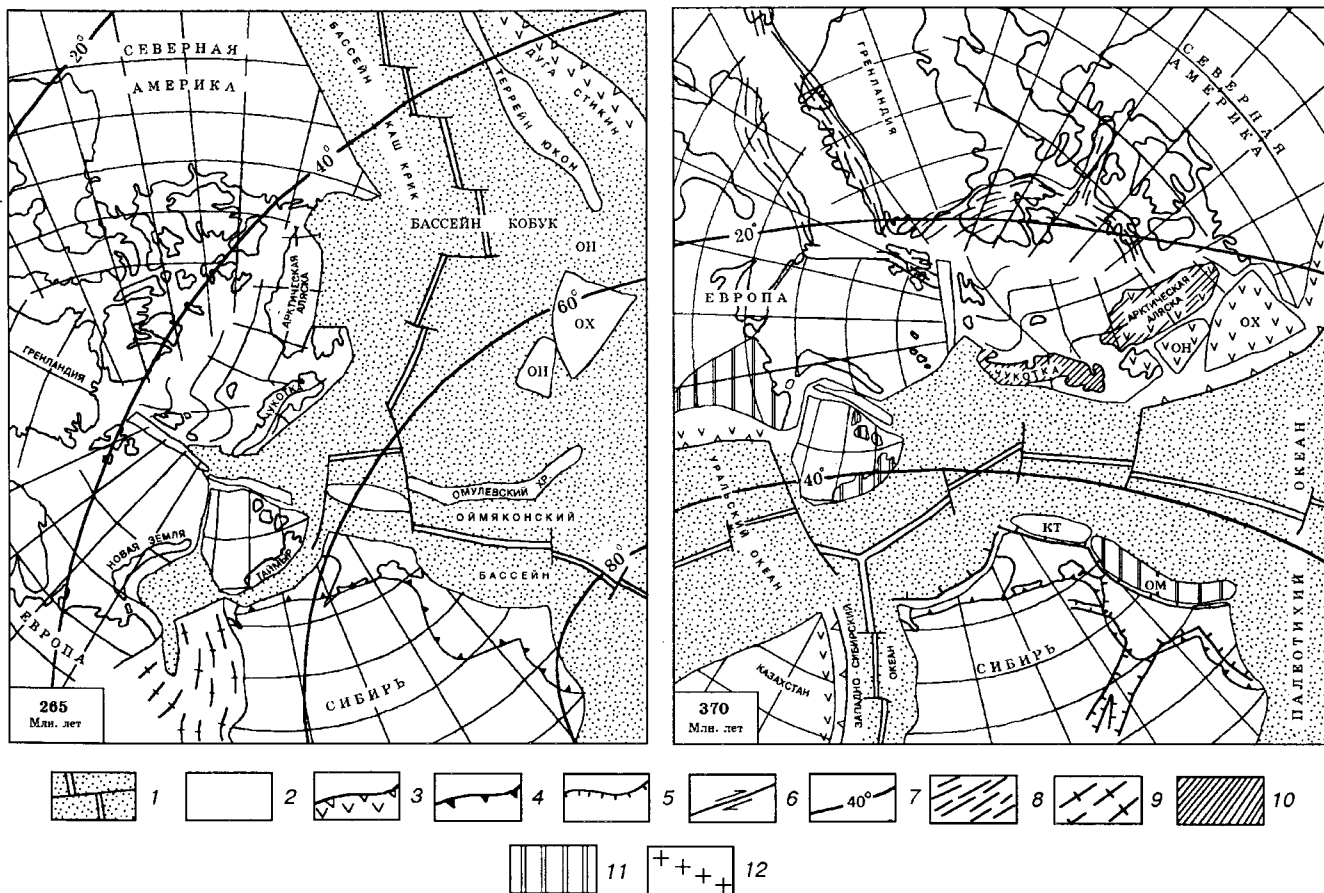 СЕВЕРНАЯ
АМЕРИКА
20°
40°
60°
80
БАССЕЙН
КАШ КРИК
ТЕРРЕЙН ЮКОН
ДУГА СТИКИН
БАССЕЙН КОБУК
ОН
ОХ
ОН
АРКТИЧЕСКАЯ
АЛЯСКА
ГРЕНЛАНДИЯ
ЧУКОТКА
ОМУЛЕВСКИЙ ХР.
ОЙМЯКОНСКИЙ
БАССЕЙН
НОВАЯ ЗЕМЛЯ
ТАЙМЫР
ЕВРОПА
СИБИРЬ
265
Млн. лет
ГРЕНЛАНДИЯ
СЕВЕРНАЯ
АМЕРИКА
20°
ЕВРОПА
АРКТИЧЕСКАЯ
АЛЯСКА
ОХ
ОН
ЧУКОТКА
УРАЛЬСКИЙ ОКЕАН
40°
КТ
ОМ
ПАЛЕОТИХИЙ ОКЕАН
КАЗАХСТАН
ЗАПАДНО СИБИРСКИЙ
ОКЕАН
СИБИРЬ
370
Млн. лет
1 2 3 4 5 6 40° 7 8 9 10
11 12